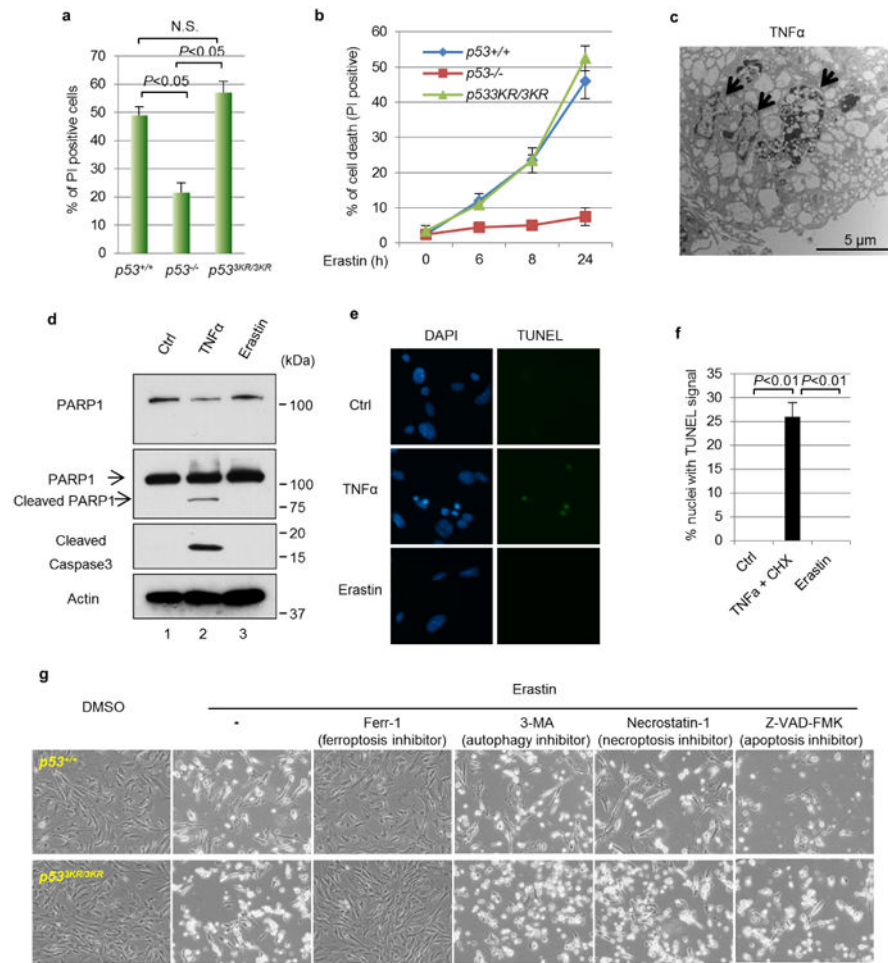 a
N.S.
P<0.05
P<0.05
70
60
50
40
30
20
10
0
% of PI positive cells
p53+/+
p53-/-
p533KR/3KR
b
60
50
40
30
20
10
0
% of cell death (PI positive)
p53+/+
p53-/-
p533KR/3KR
Erastin (h)
0
6
8
24
c
TNFα
5 µm
d
Ctrl
TNFα
Erastin
(kDa)
PARP1
100
PARP1
100
Cleaved PARP1
75
20
Cleaved
15
Caspase3
Actin
37
1 2 3
e
DAPI
TUNEL
Ctrl
TNFα
Erastin
f
% nuclei with TUNEL signal
35
30
25
20
15
10
5
0
P<0.01
P<0.01
Ctrl
TNFa + CHX
Erastin
g
Erastin
DMSO
-
Ferr-1
(ferroptosis inhibitor)
3-MA
(autophagy inhibitor)
Necrostatin-1
(necroptosis inhibitor)
Z-VAD-FMK
(apoptosis inhibitor)
p53+/+
p533KR/3KR